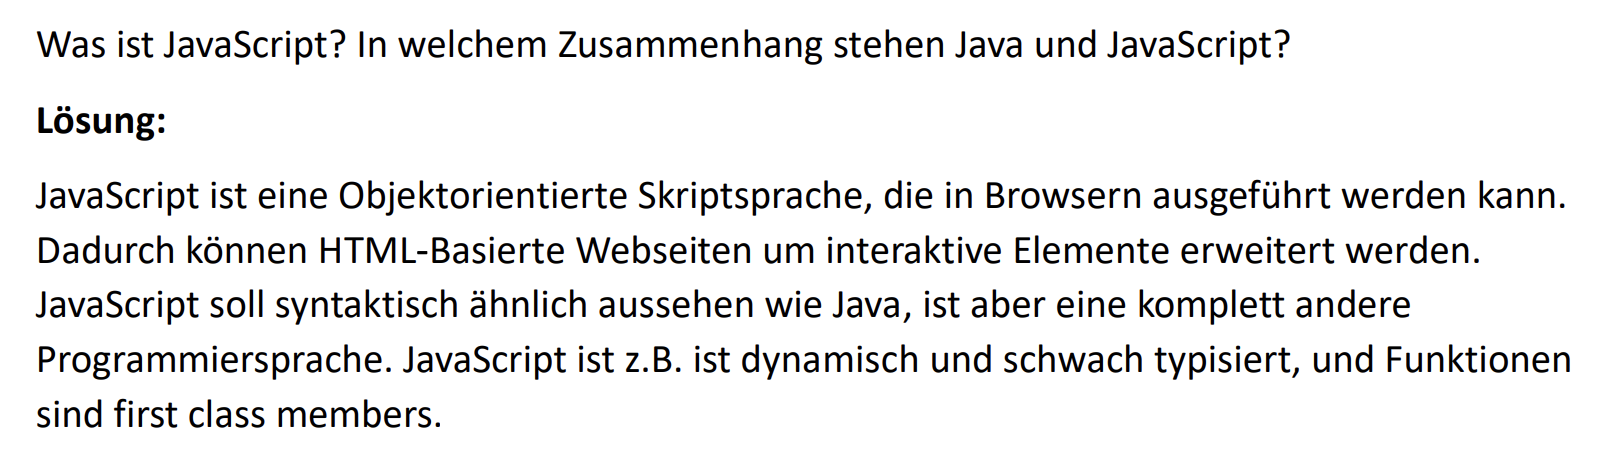 Was ist JavaScript? In welchem Zusammenhang stehen Java und JavaScript?
Lösung:
JavaScript ist eine Objektorientierte Skriptsprache, die in Browsern ausgeführt werden kann.
Dadurch können HTML-Basierte Webseiten um interaktive Elemente erweitert werden.
JavaScript soll syntaktisch ähnlich aussehen wie Java, ist aber eine komplett andere
Programmiersprache. JavaScript ist z.B. ist dynamisch und schwach typisiert, und Funktionen
sind first class members.